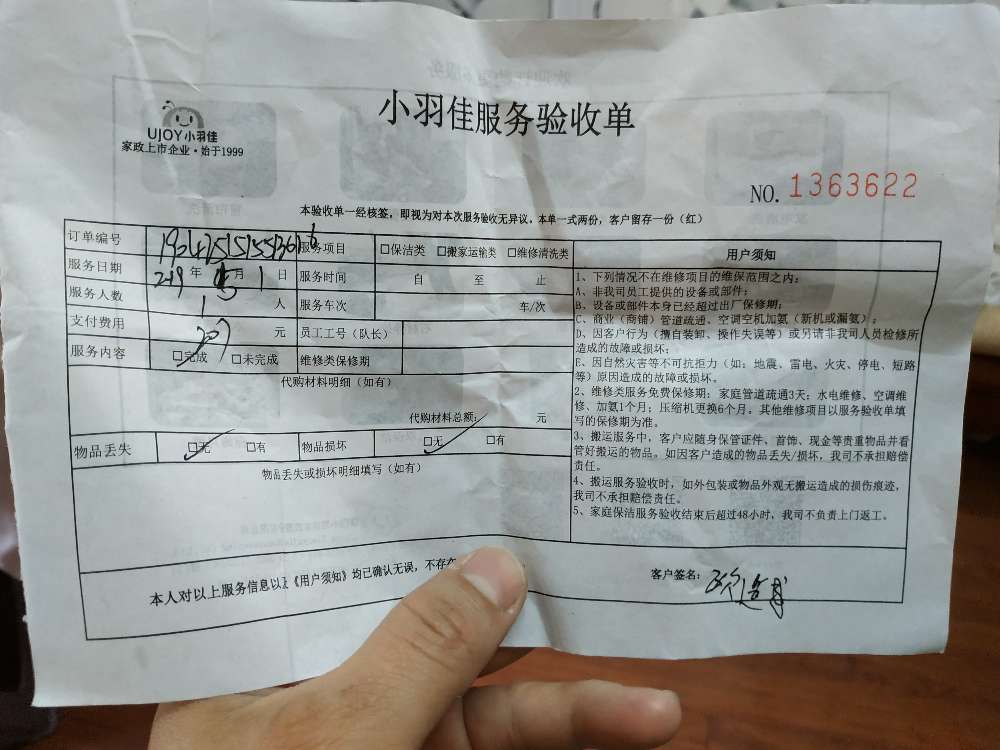 小羽佳服务验收单
UJOY小羽佳
家政上市企业·始于1999
NO. 1363622
本验收单一经核签，即视为对本次服务验收无异议。本单一式两份，客户留存一份（红）
订单编号
服务项目 □保洁类 □搬家运输类 □维修清洗类
服务日期 年 月 1 日
服务时间 自 至 止
服务人数 1 人
服务车次 车/次
支付费用 元
员工工号（队长）
服务内容 □完成 □未完成
维修类保修期
代购材料明细（如有）
代购材料总额： 元
物品丢失 □无 □有
物品损坏 □无 □有
物品丢失或损坏明细填写（如有）
用户须知
1、下列情况不在维修项目的维保范围之内：
A、非我司员工提供的设备或部件；
B、设备或部件本身已经超过出厂保修期；
C、商业（商铺）管道疏通、空调空机加氨（新机或漏氢）；
D、因客户行为（擅自装卸、操作失误等）或另请非我司人员检修所
造成的故障或损坏；
E、因自然灾害等不可抗拒力（如：地震、雷电、火灾、停电、短路
等）原因造成的故障或损坏。
2、维修类服务免费保修期：家庭管道疏通3天；水电维修、空调维
修、加氨1个月；压缩机更换6个月。其他维修项目以服务验收单填
写的保修期为准。
3、搬运服务中，客户应随身保管证件、首饰、现金等贵重物品并看
管好搬运的物品。如因客户造成的物品丢失/损坏，我司不承担赔偿
责任。
4、搬运服务验收时，如外包装或物品外观无搬运造成的损伤痕迹，
我司不承担赔偿责任。
5、家庭保洁服务验收结束后超过48小时，我司不负责上门返工。
本人对以上服务信息以及《用户须知》均已确认无误，不存在
客户签名：